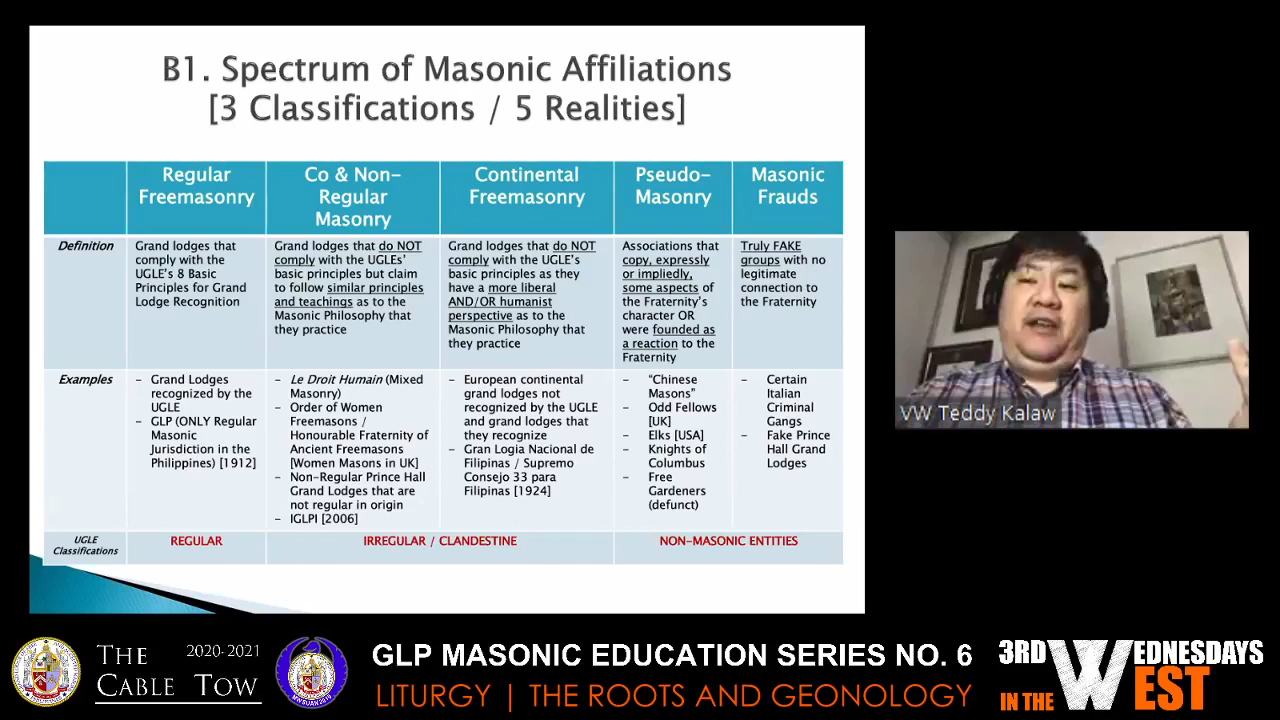 B1. Spectrum of Masonic Affiliations
[3 Classifications / 5 Realities]
Regular
Freemasonry
Co & Non-
Regular
Masonry
Continental
Freemasonry
Pseudo-
Masonry
Masonic
Frauds
Definition
Grand lodges that
comply with the
UGLE's 8 Basic
Principles for Grand
Lodge Recognition
Grand lodges that do NOT
comply with the UGLEs'
basic principles but claim
to follow similar principles
and teachings as to the
Masonic Philosophy that
they practice
Grand lodges that do NOT
comply with the UGLE's
basic principles as they
have a more liberal
AND/OR humanist
perspective as to the
Masonic Philosophy that
they practice
Associations that
copy, expressly
or impliedly,
some aspects of
the Fraternity's
character OR
were founded as
a reaction to the
Fraternity
Truly FAKE
groups with no
legitimate
connection to
the Fraternity
Examples
- Grand Lodges
recognized by the
UGLE
- GLP (ONLY Regular
Masonic
Jurisdiction in the
Philippines) [1912]
- Le Droit Humain (Mixed
Masonry)
- Order of Women
Freemasons /
Honourable Fraternity of
Ancient Freemasons
[Women Masons in UK]
- Non-Regular Prince Hall
Grand Lodges that are
not regular in origin
- IGLPI [2006]
- European continental
grand lodges not
recognized by the UGLE
and grand lodges that
they recognize
- Gran Logia Nacional de
Filipinas / Supremo
Consejo 33 para
Filipinas [1924]
- "Chinese
Masons"
- Odd Fellows
[UK]
- Elks [USA]
- Knights of
Columbus
- Free
Gardeners
(defunct)
- Certain
Italian
Criminal
Gangs
- Fake Prince
Hall Grand
Lodges
UGLE
Classifications
REGULAR
IRREGULAR / CLANDESTINE
NON-MASONIC ENTITIES
VW Teddy Kalaw
THE 2020-2021
CABLE TOW
GLP MASONIC EDUCATION SERIES NO. 6
LITURGY | THE ROOTS AND GEONOLOGY
3RD WEDNESDAYS
IN THE WEST